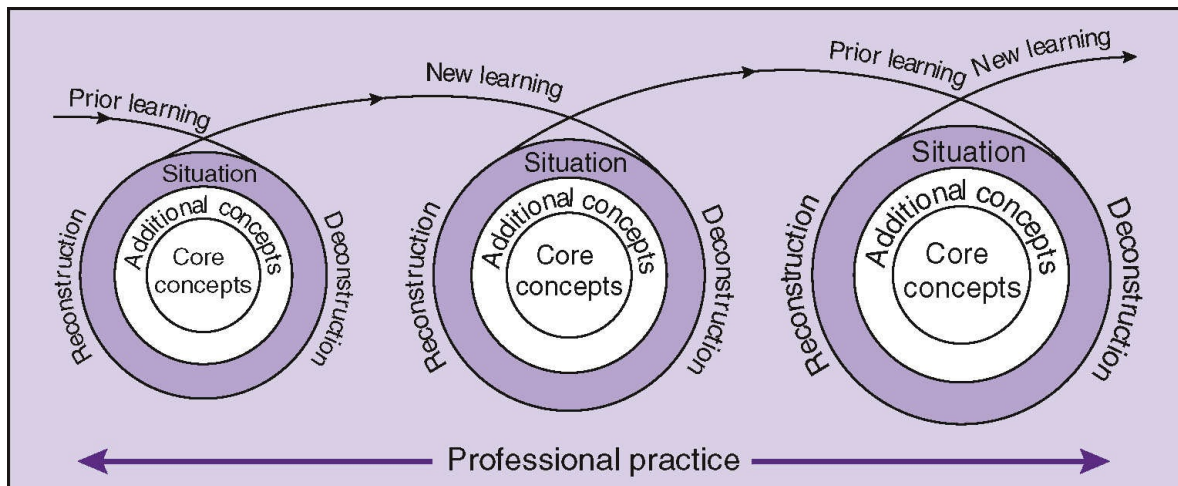 Prior learning
New learning
Prior learning
New learning
Situation
Additional concepts
Core
concepts
Reconstruction
Deconstruction
Situation
Additional concepts
Core
concepts
Reconstruction
Deconstruction
Situation
Additional concepts
Core
concepts
Reconstruction
Deconstruction
Professional practice